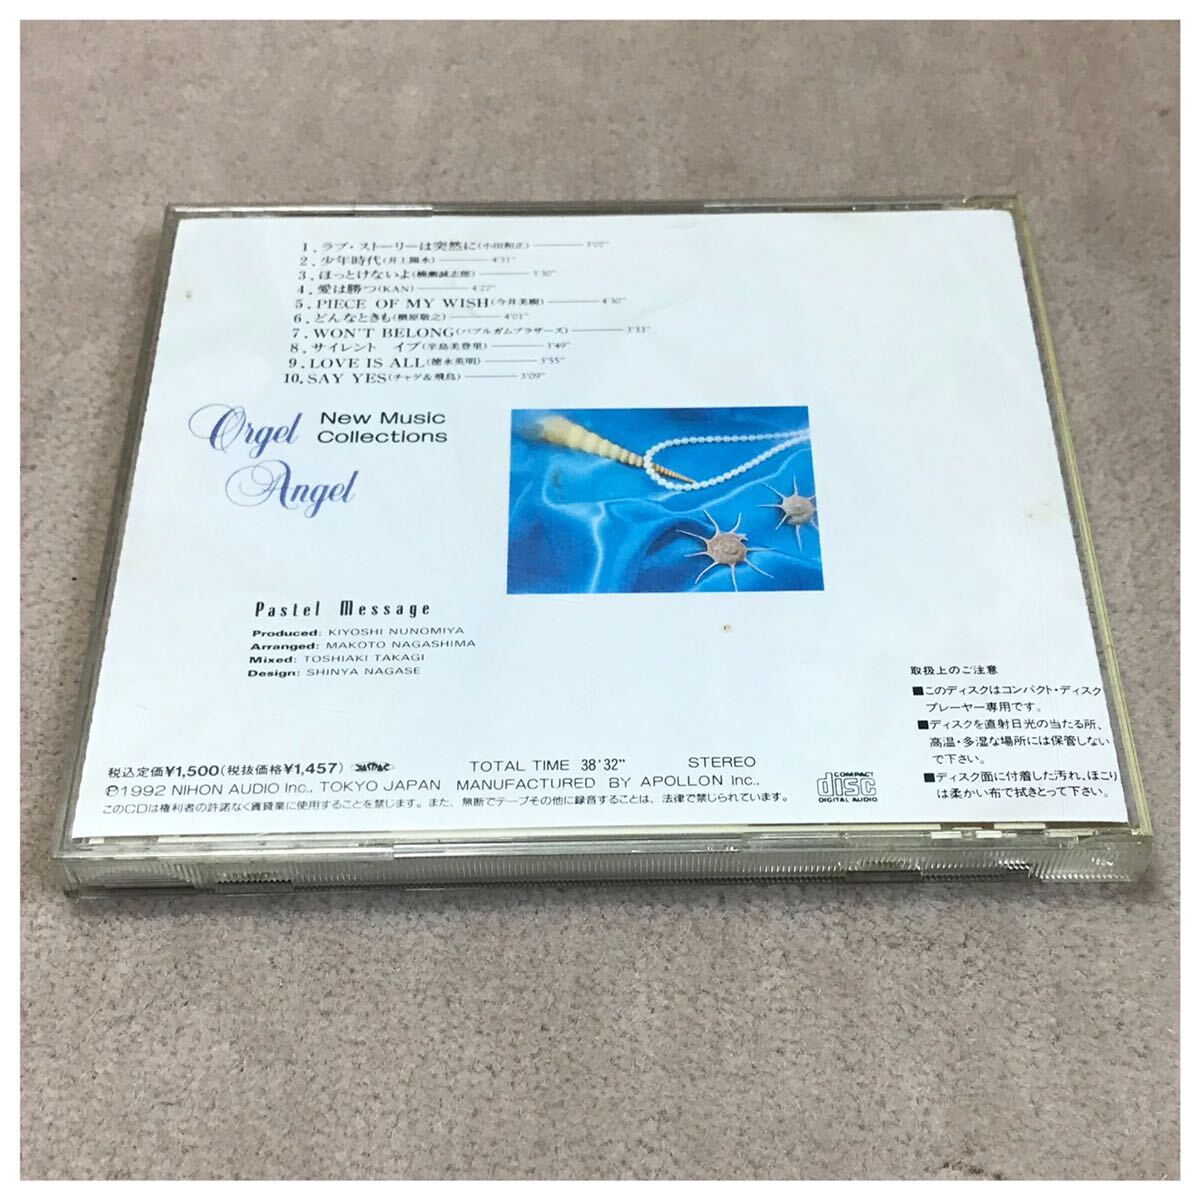 1. ラブ・ストーリーは突然に(小田和正) 3'02"
2. 少年時代(井上陽水) 4'31"
3. ほっとけないよ(楠瀬誠志郎) 3'30"
4. 愛は勝つ(KAN) 4'27"
5. PIECE OF MY WISH(今井美樹) 4'30"
6. どんなときも(槇原敬之) 4'01"
7. WON'T BELONG(バブルガムブラザーズ) 3'33"
8. サイレント イブ(辛島美登里) 3'49"
9. LOVE IS ALL(徳永英明) 3'55"
10. SAY YES(チャゲ&飛鳥) 3'09"
Orgel Angel
New Music
Collections
Pastel Message
Produced: KIYOSHI NUNOMIYA
Arranged: MAKOTO NAGASHIMA
Mixed: TOSHIAKI TAKAGI
Design: SHINYA NAGASE
取扱上のご注意
■このディスクはコンパクト・ディスク
プレーヤー専用です。
■ディスクを直射日光の当たる所、
高温・多湿な場所には保管しない
で下さい。
■ディスク面に付着した汚れ、ほこり
は柔かい布で拭きとって下さい。
税込定価¥1,500(税抜価格¥1,457) JASRAC TOTAL TIME 38'32" STEREO
℗1992 NIHON AUDIO Inc., TOKYO JAPAN MANUFACTURED BY APOLLON Inc.,
このCDは権利者の許諾なく賃貸業に使用することを禁じます。また、無断でテープその他に録音することは、法律で禁じられています。
COMPACT
disc
DIGITAL AUDIO